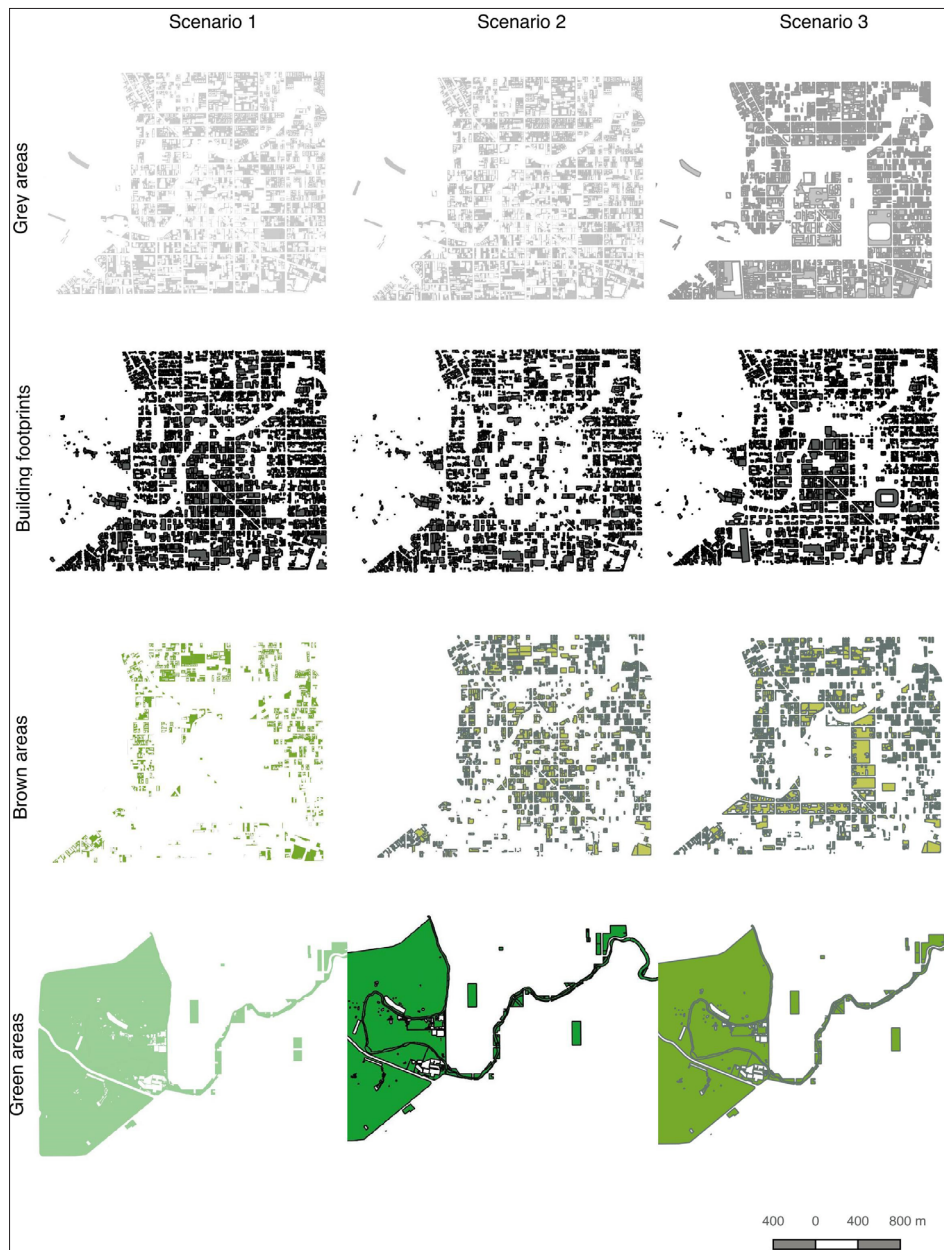 Scenario 1
Scenario 2
Scenario 3
Grey areas
Building footprints
Brown areas
Green areas
400 0 400 800 m